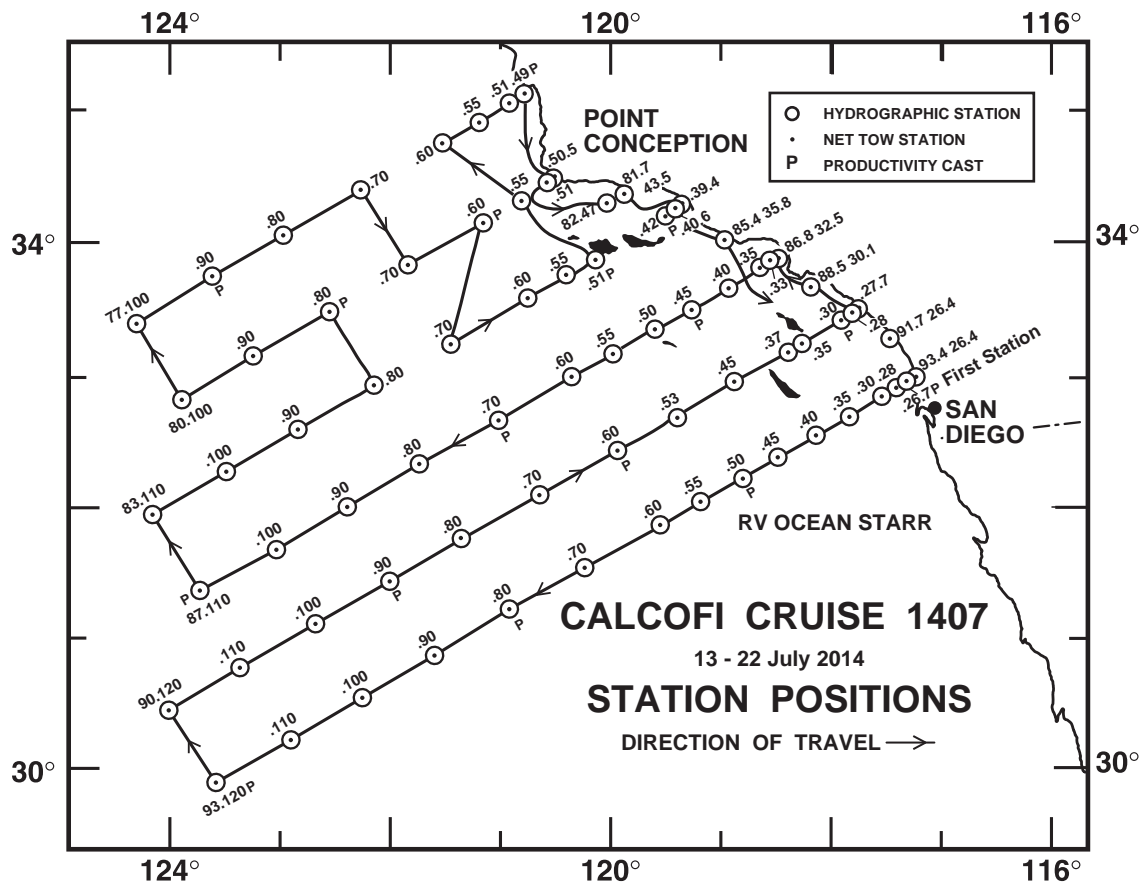 124° 120° 116°
POINT
CONCEPTION
HYDROGRAPHIC STATION
NET TOW STATION
P PRODUCTIVITY CAST
34° 34°
30° 30°
.60 .55 .51 .49 P
.50.5
.51
.55
82.47
81.7
43.5
.39.4
.42
P
.40.6
85.4 35.8
86.8 32.5
.33
88.5 30.1
.27.7
.28
91.7 26.4
93.4 26.4
.26.7P First Station
SAN
DIEGO
77.100
.90
P
.80
.70
.70
.60
P
80.100
.90
.80
P
.70
.60
.55
.51P
83.110
.100
.90
.80
P
87.110
.100
.90
.80
.70
P
.60
.55
.50
.45
P
.40
.35
90.120
.110
.100
.90
P
.80
.70
.60
P
.53
.45
.37
.35
.30
P
93.120P
.110
.100
.90
.80
P
.70
.60
.55
.50
P
.45
.40
.35
.30
.28
RV OCEAN STARR
CALCOFI CRUISE 1407
13 - 22 July 2014
STATION POSITIONS
DIRECTION OF TRAVEL
124° 120° 116°